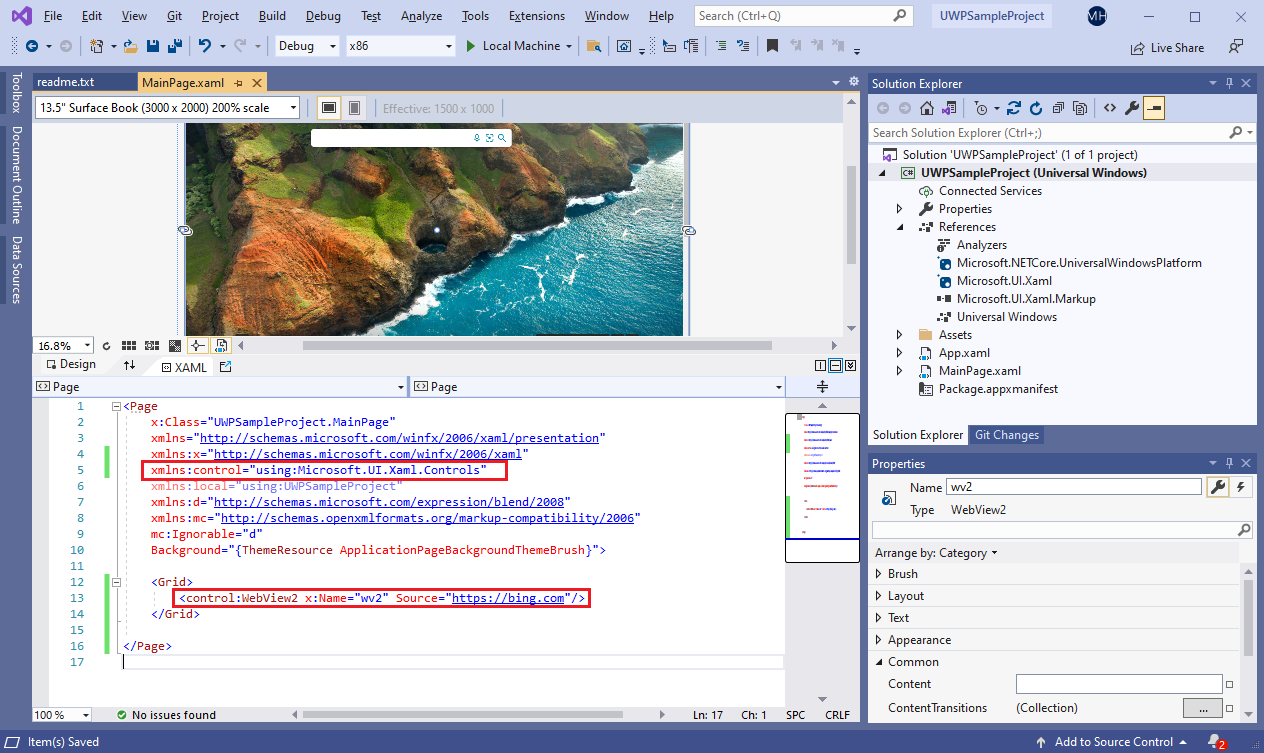 File Edit View Git Project Build Debug Test Analyze Tools Extensions Window Help Search (Ctrl+Q) UWPSampleProject MH
Debug x86 Local Machine Live Share
Toolbox
Document Outline
Data Sources
readme.txt MainPage.xaml
13.5" Surface Book (3000 x 2000) 200% scale Effective: 1500 x 1000
16.8%
Design XAML
Page Page
1 <Page
2 x:Class="UWPSampleProject.MainPage"
3 xmlns="http://schemas.microsoft.com/winfx/2006/xaml/presentation"
4 xmlns:x="http://schemas.microsoft.com/winfx/2006/xaml"
5 xmlns:control="using:Microsoft.UI.Xaml.Controls"
6 xmlns:local="using:UWPSampleProject"
7 xmlns:d="http://schemas.microsoft.com/expression/blend/2008"
8 xmlns:mc="http://schemas.openxmlformats.org/markup-compatibility/2006"
9 mc:Ignorable="d"
10 Background="{ThemeResource ApplicationPageBackgroundThemeBrush}">
11
12 <Grid>
13 <control:WebView2 x:Name="wv2" Source="https://bing.com"/>
14 </Grid>
15
16 </Page>
17
100 % No issues found Ln: 17 Ch: 1 SPC CRLF
Solution Explorer
Search Solution Explorer (Ctrl+;)
Solution 'UWPSampleProject' (1 of 1 project)
C# UWPSampleProject (Universal Windows)
Connected Services
Properties
References
Analyzers
Microsoft.NETCore.UniversalWindowsPlatform
Microsoft.UI.Xaml
Microsoft.UI.Xaml.Markup
Universal Windows
Assets
App.xaml
MainPage.xaml
Package.appxmanifest
Solution Explorer Git Changes
Properties
Name wv2
Type WebView2
Arrange by: Category
Brush
Layout
Text
Appearance
Common
Content
ContentTransitions (Collection) ...
Item(s) Saved Add to Source Control 2